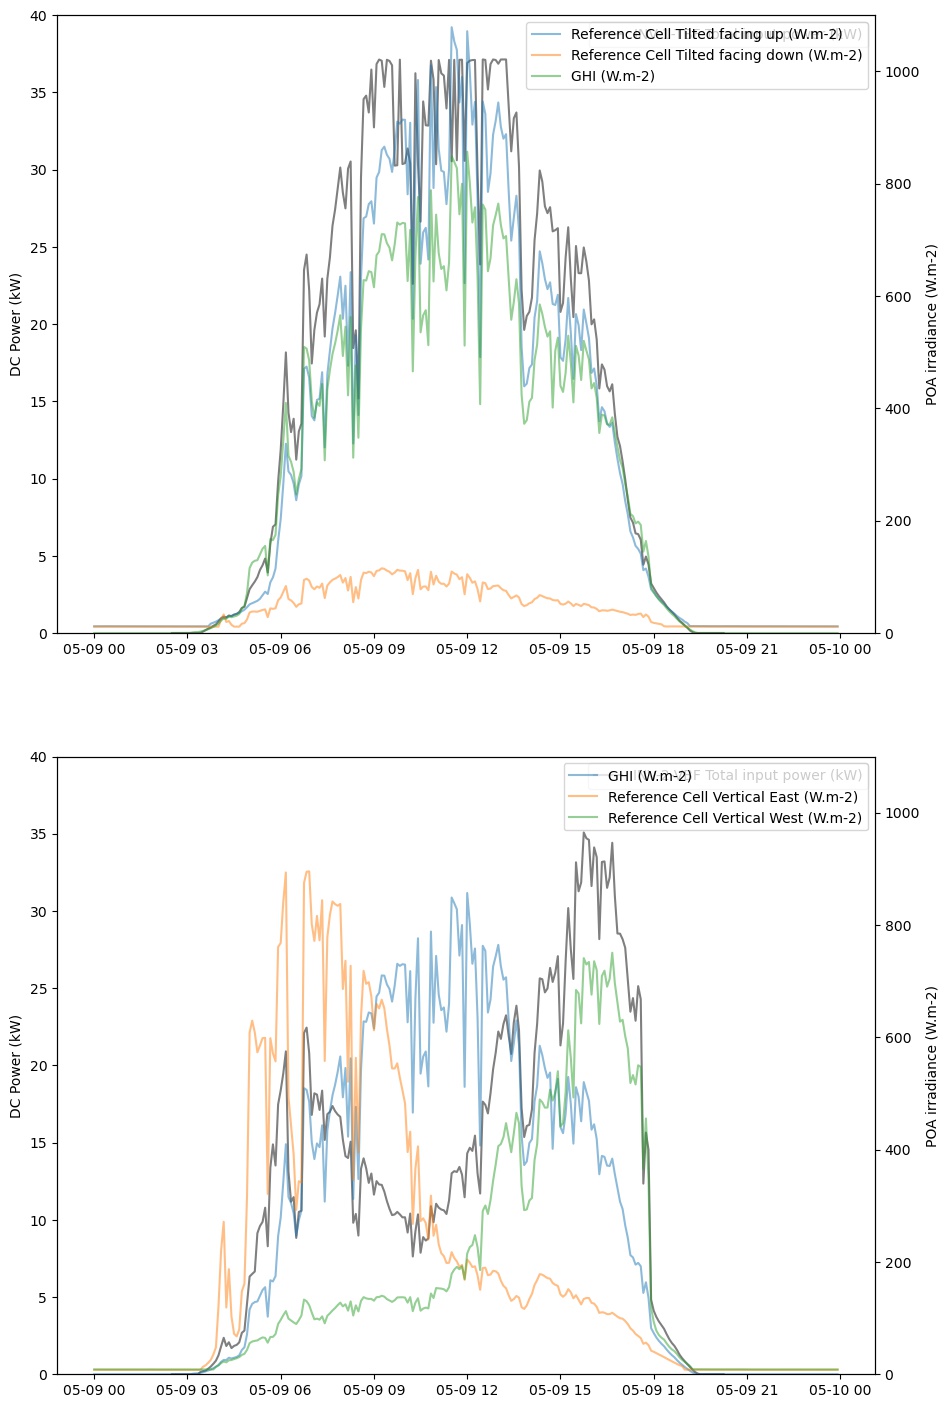 40
35
30
25
20
15
10
5
0
DC Power (kW)
Reference Cell Tilted facing up (W.m-2)
Reference Cell Tilted facing down (W.m-2)
GHI (W.m-2)
1000
800
600
400
200
0
POA irradiance (W.m-2)
05-09 00 05-09 03 05-09 06 05-09 09 05-09 12 05-09 15 05-09 18 05-09 21 05-10 00
40
35
30
25
20
15
10
5
0
DC Power (kW)
Total input power (kW)
GHI (W.m-2)
Reference Cell Vertical East (W.m-2)
Reference Cell Vertical West (W.m-2)
1000
800
600
400
200
0
POA irradiance (W.m-2)
05-09 00 05-09 03 05-09 06 05-09 09 05-09 12 05-09 15 05-09 18 05-09 21 05-10 00